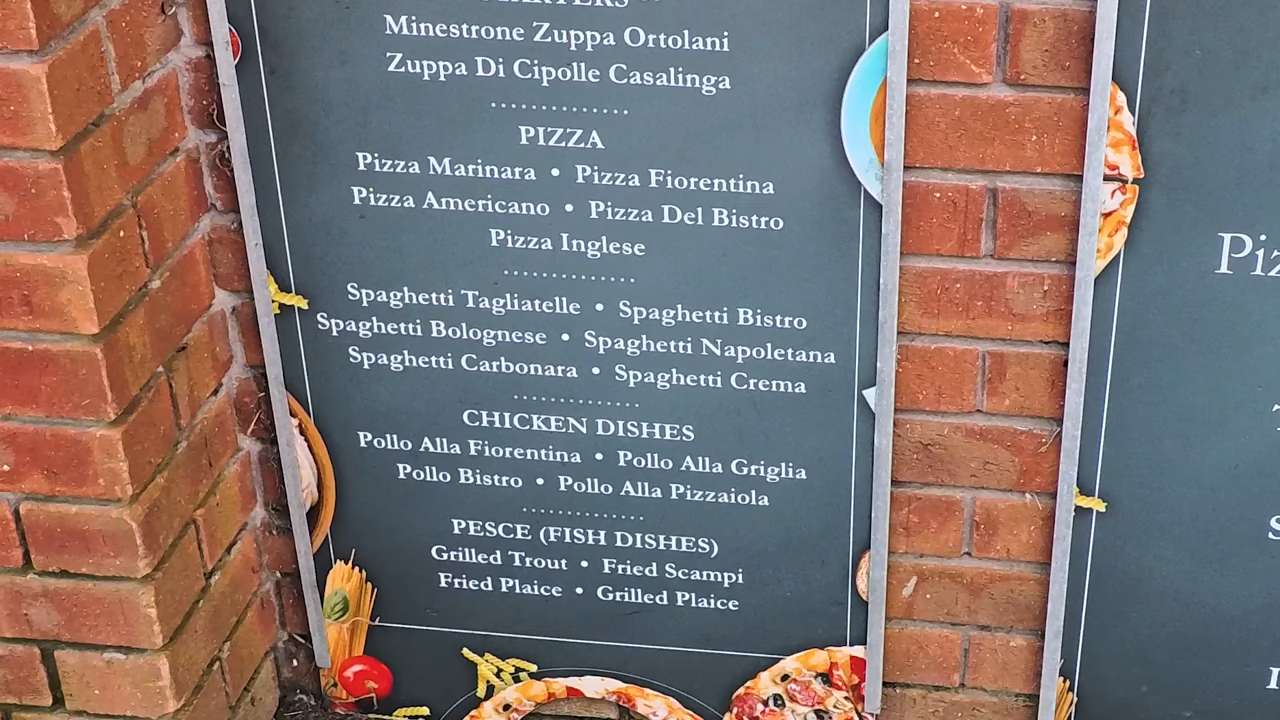 STARTERS
Minestrone Zuppa Ortolani
Zuppa Di Cipolle Casalinga
PIZZA
Pizza Marinara • Pizza Fiorentina
Pizza Americano • Pizza Del Bistro
Pizza Inglese
Spaghetti Tagliatelle • Spaghetti Bistro
Spaghetti Bolognese • Spaghetti Napoletana
Spaghetti Carbonara • Spaghetti Crema
CHICKEN DISHES
Pollo Alla Fiorentina • Pollo Alla Griglia
Pollo Bistro • Pollo Alla Pizzaiola
PESCE (FISH DISHES)
Grilled Trout • Fried Scampi
Fried Plaice • Grilled Plaice